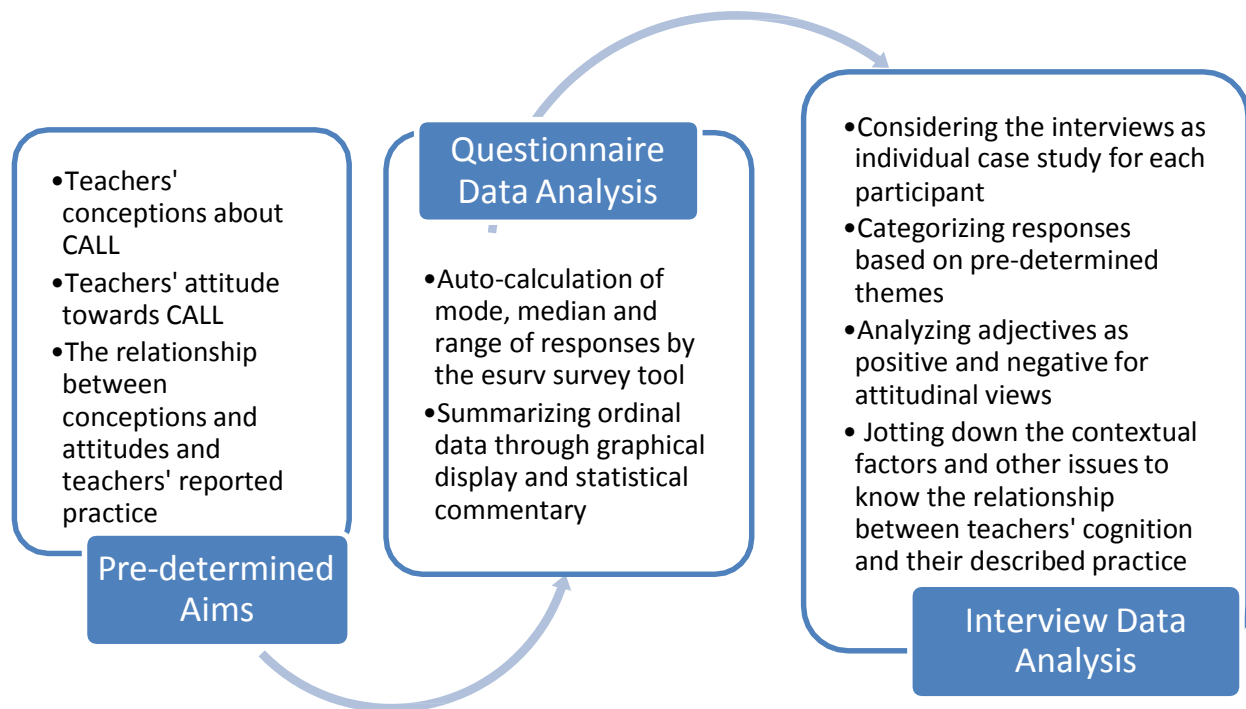 •Teachers'
conceptions about
CALL
•Teachers' attitude
towards CALL
•The relationship
between
conceptions and
attitudes and
teachers' reported
practice
Pre-determined
Aims
Questionnaire
Data Analysis
•Auto-calculation of
mode, median and
range of responses by
the esurv survey tool
•Summarizing ordinal
data through graphical
display and statistical
commentary
•Considering the interviews as
individual case study for each
participant
•Categorizing responses
based on pre-determined
themes
•Analyzing adjectives as
positive and negative for
attitudinal views
• Jotting down the contextual
factors and other issues to
know the relationship
between teachers' cognition
and their described practice
Interview Data
Analysis